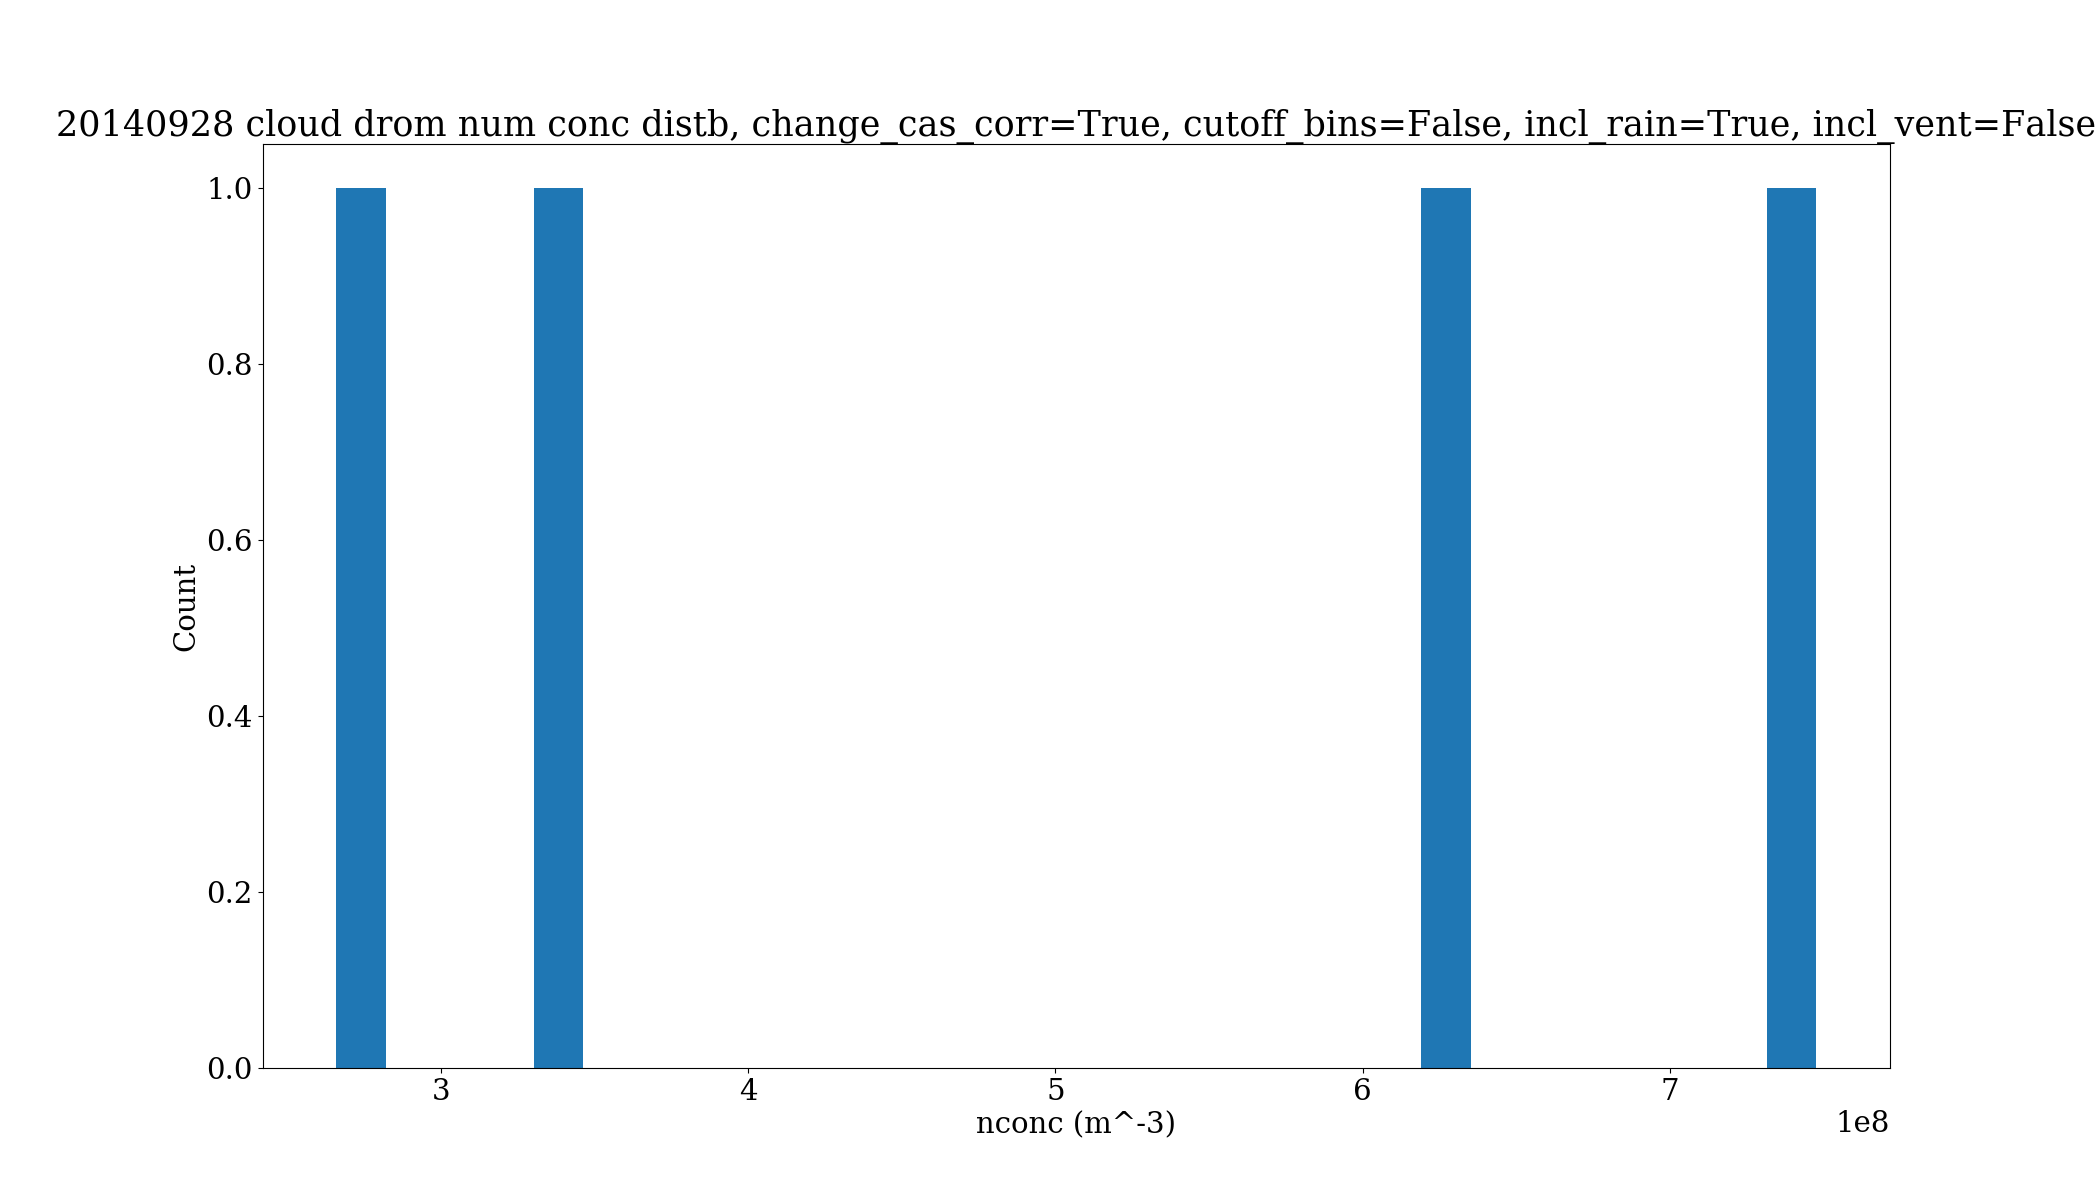 20140928 cloud drom num conc distb, change_cas_corr=True, cutoff_bins=False, incl_rain=True, incl_vent=False
1.0
0.8
0.6
0.4
0.2
0.0
Count
3 4 5 6 7
nconc (m^-3)
1e8